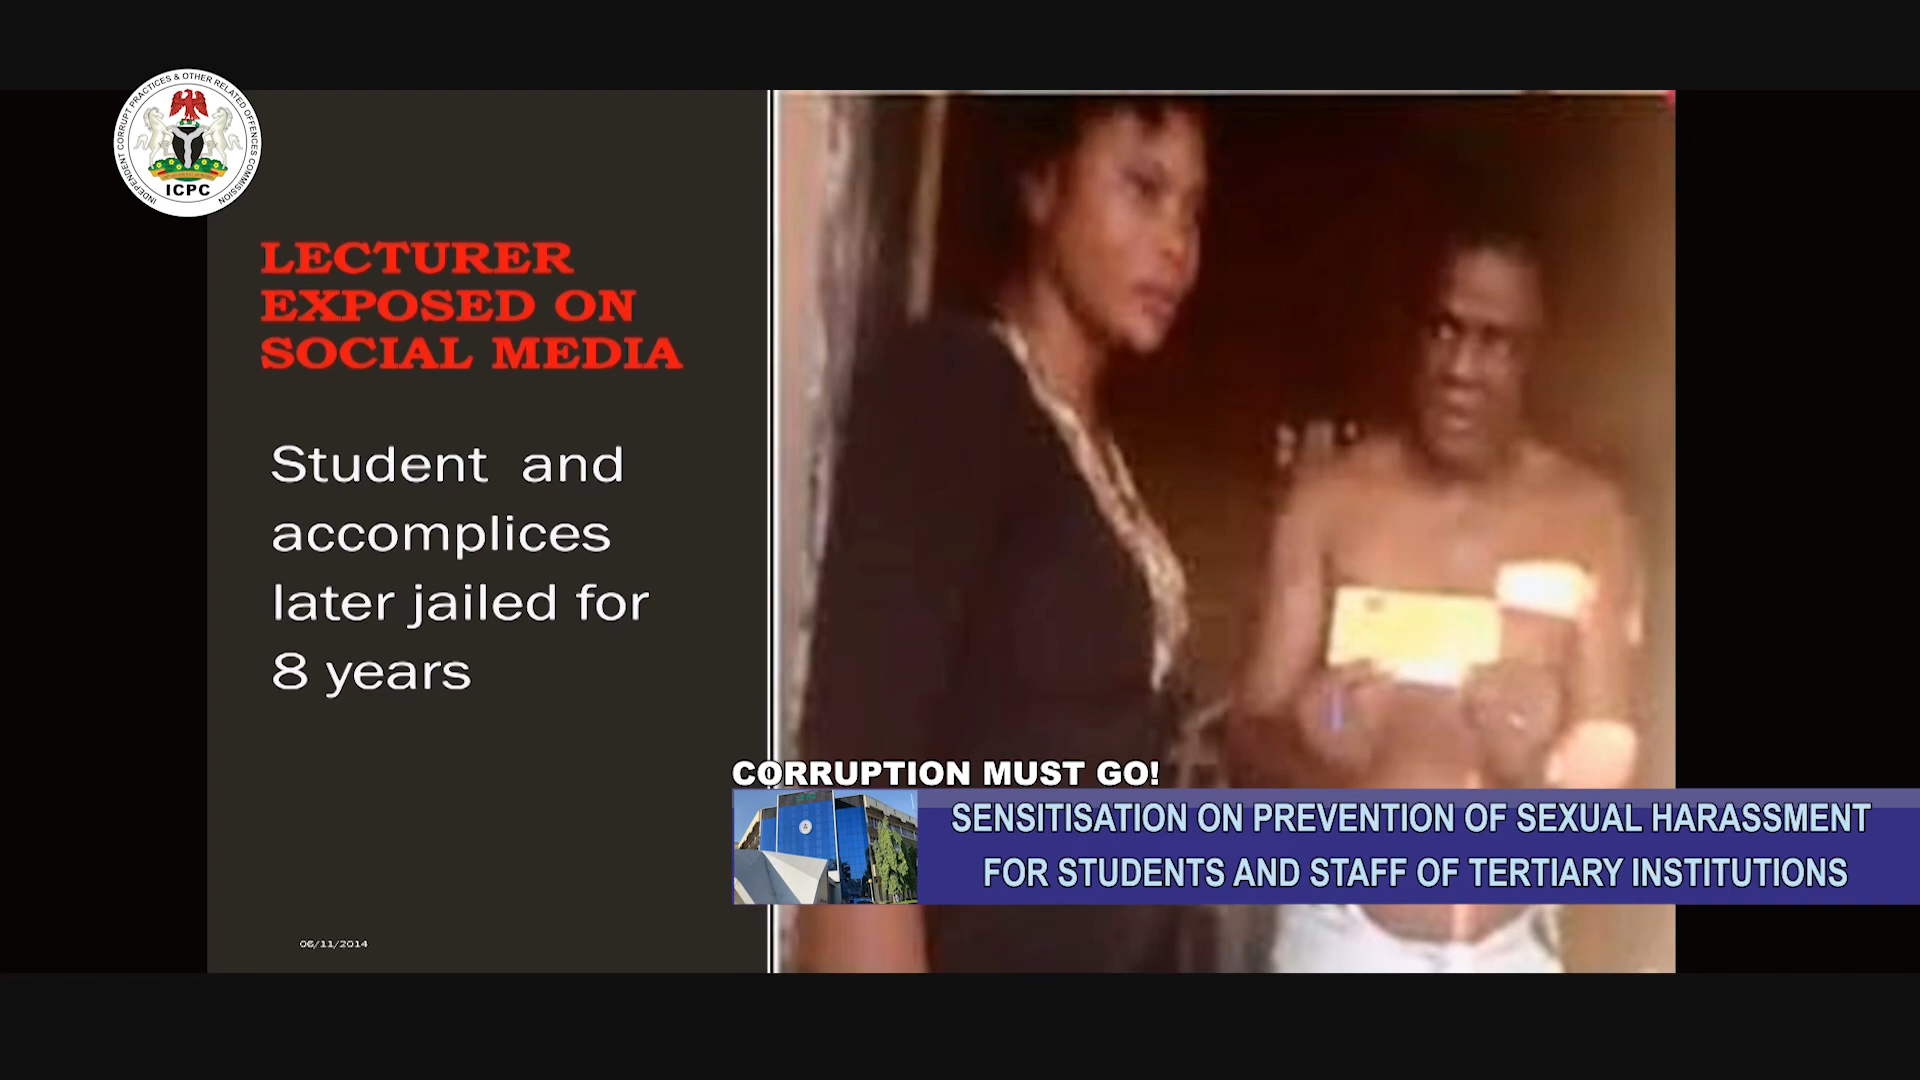 INDEPENDENT CORRUPT PRACTICES & OTHER RELATED OFFENCES COMMISSION
ICPC
LECTURER
EXPOSED ON
SOCIAL MEDIA
Student and
accomplices
later jailed for
8 years
06/11/2014
CORRUPTION MUST GO!
SENSITISATION ON PREVENTION OF SEXUAL HARASSMENT
FOR STUDENTS AND STAFF OF TERTIARY INSTITUTIONS